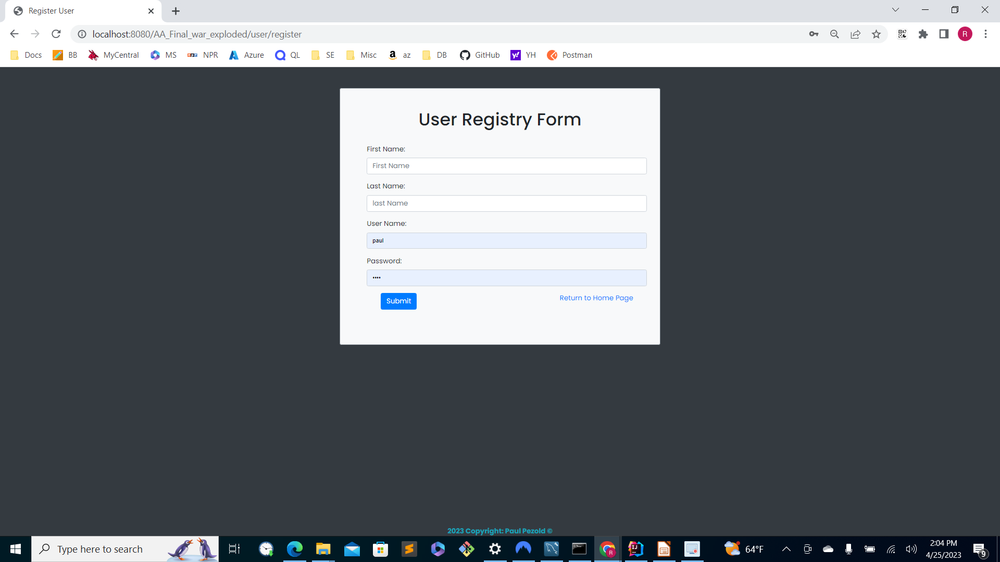 Register User
localhost:8080/AA_Final_war_exploded/user/register
R
Docs BB MyCentral MS npr NPR Azure QL SE Misc a az DB GitHub y! YH Postman
User Registry Form
First Name:
First Name
Last Name:
last Name
User Name:
paul
Password:
••••
Submit Return to Home Page
2023 Copyright: Paul Pezold ©
Type here to search
R
IJ
64°F
2:04 PM
4/25/2023
9